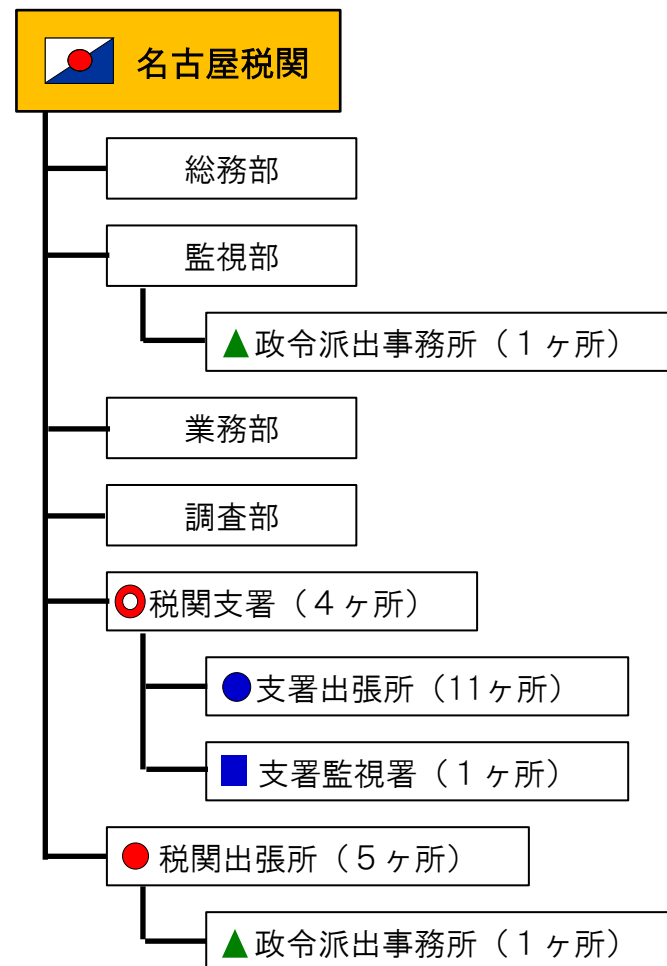 名古屋税関
総務部
監視部
▲政令派出事務所（１ヶ所）
業務部
調査部
税関支署（４ヶ所）
●支署出張所（11ヶ所）
■ 支署監視署（１ヶ所）
● 税関出張所（５ヶ所）
▲政令派出事務所（１ヶ所）